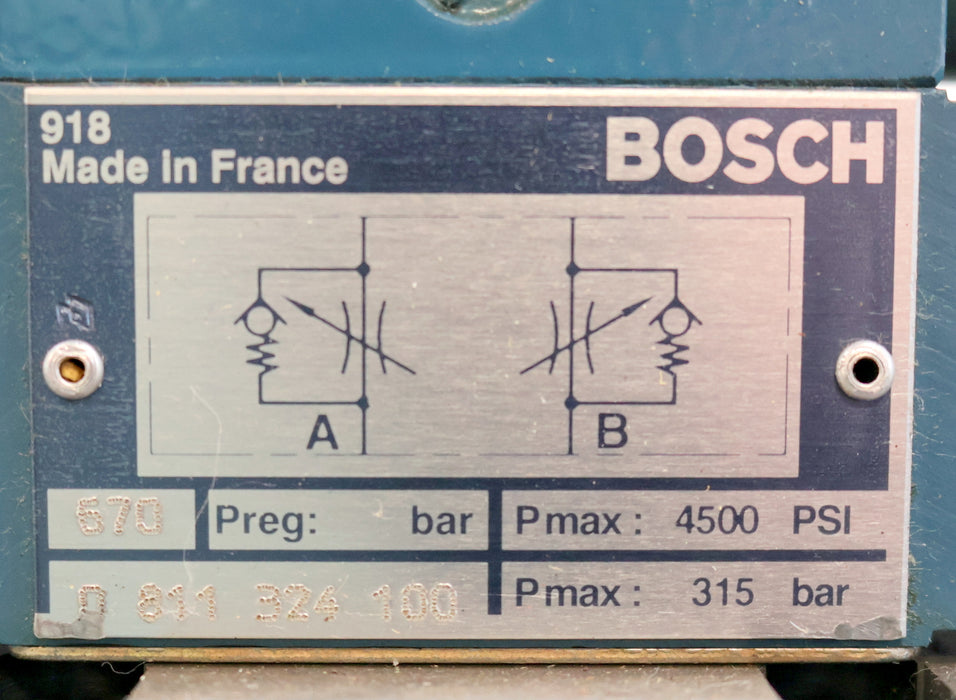 918
Made in France
BOSCH
A
B
670
Preg: bar
Pmax: 4500 PSI
0 811 324 100
Pmax: 315 bar